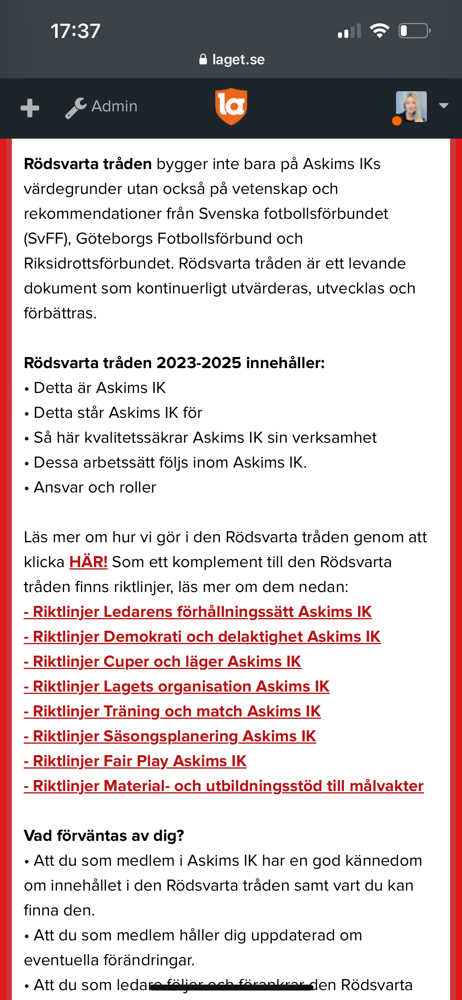 17:37
laget.se
Admin
la
Rödsvarta tråden bygger inte bara på Askims IKs
värdegrunder utan också på vetenskap och
rekommendationer från Svenska fotbollsförbundet
(SvFF), Göteborgs Fotbollsförbund och
Riksidrottsförbundet. Rödsvarta tråden är ett levande
dokument som kontinuerligt utvärderas, utvecklas och
förbättras.
Rödsvarta tråden 2023-2025 innehåller:
• Detta är Askims IK
• Detta står Askims IK för
• Så här kvalitetssäkrar Askims IK sin verksamhet
• Dessa arbetssätt följs inom Askims IK.
• Ansvar och roller
Läs mer om hur vi gör i den Rödsvarta tråden genom att
klicka HÄR! Som ett komplement till den Rödsvarta
tråden finns riktlinjer, läs mer om dem nedan:
- Riktlinjer Ledarens förhållningssätt Askims IK
- Riktlinjer Demokrati och delaktighet Askims IK
- Riktlinjer Cuper och läger Askims IK
- Riktlinjer Lagets organisation Askims IK
- Riktlinjer Träning och match Askims IK
- Riktlinjer Säsongsplanering Askims IK
- Riktlinjer Fair Play Askims IK
- Riktlinjer Material- och utbildningsstöd till målvakter
Vad förväntas av dig?
• Att du som medlem i Askims IK har en god kännedom
om innehållet i den Rödsvarta tråden samt vart du kan
finna den.
• Att du som medlem håller dig uppdaterad om
eventuella förändringar.
• Att du som ledare följer och förankrar den Rödsvarta